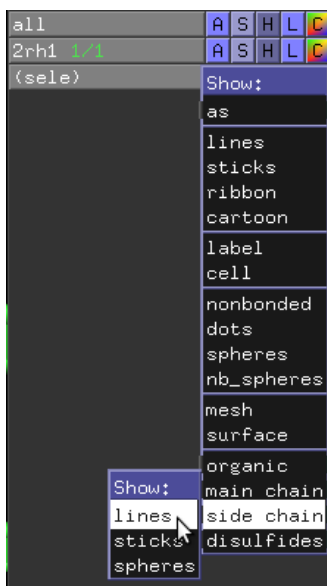 all A S H L C
2rh1 1/1 A S H L C
(sele)
Show:
as
lines
sticks
ribbon
cartoon
label
cell
nonbonded
dots
spheres
nb_spheres
mesh
surface
organic
main chain
side chain
disulfides
Show:
lines
sticks
spheres